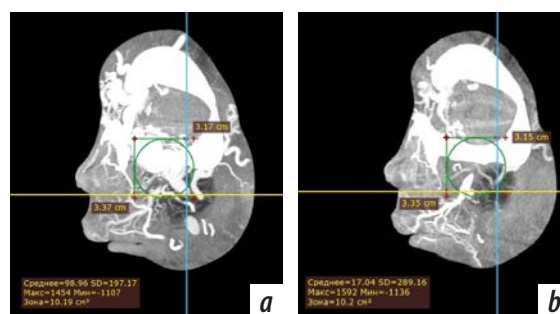 3.17 cm
3.37 cm
Среднее=98.96 SD=197.17
Макс=1454 Мин=-1107
Зона=10.19 см²
a
3.15 cm
3.35 cm
Среднее=17.04 SD=289.16
Макс=1592 Мин=-1136
Зона=10.2 см²
b